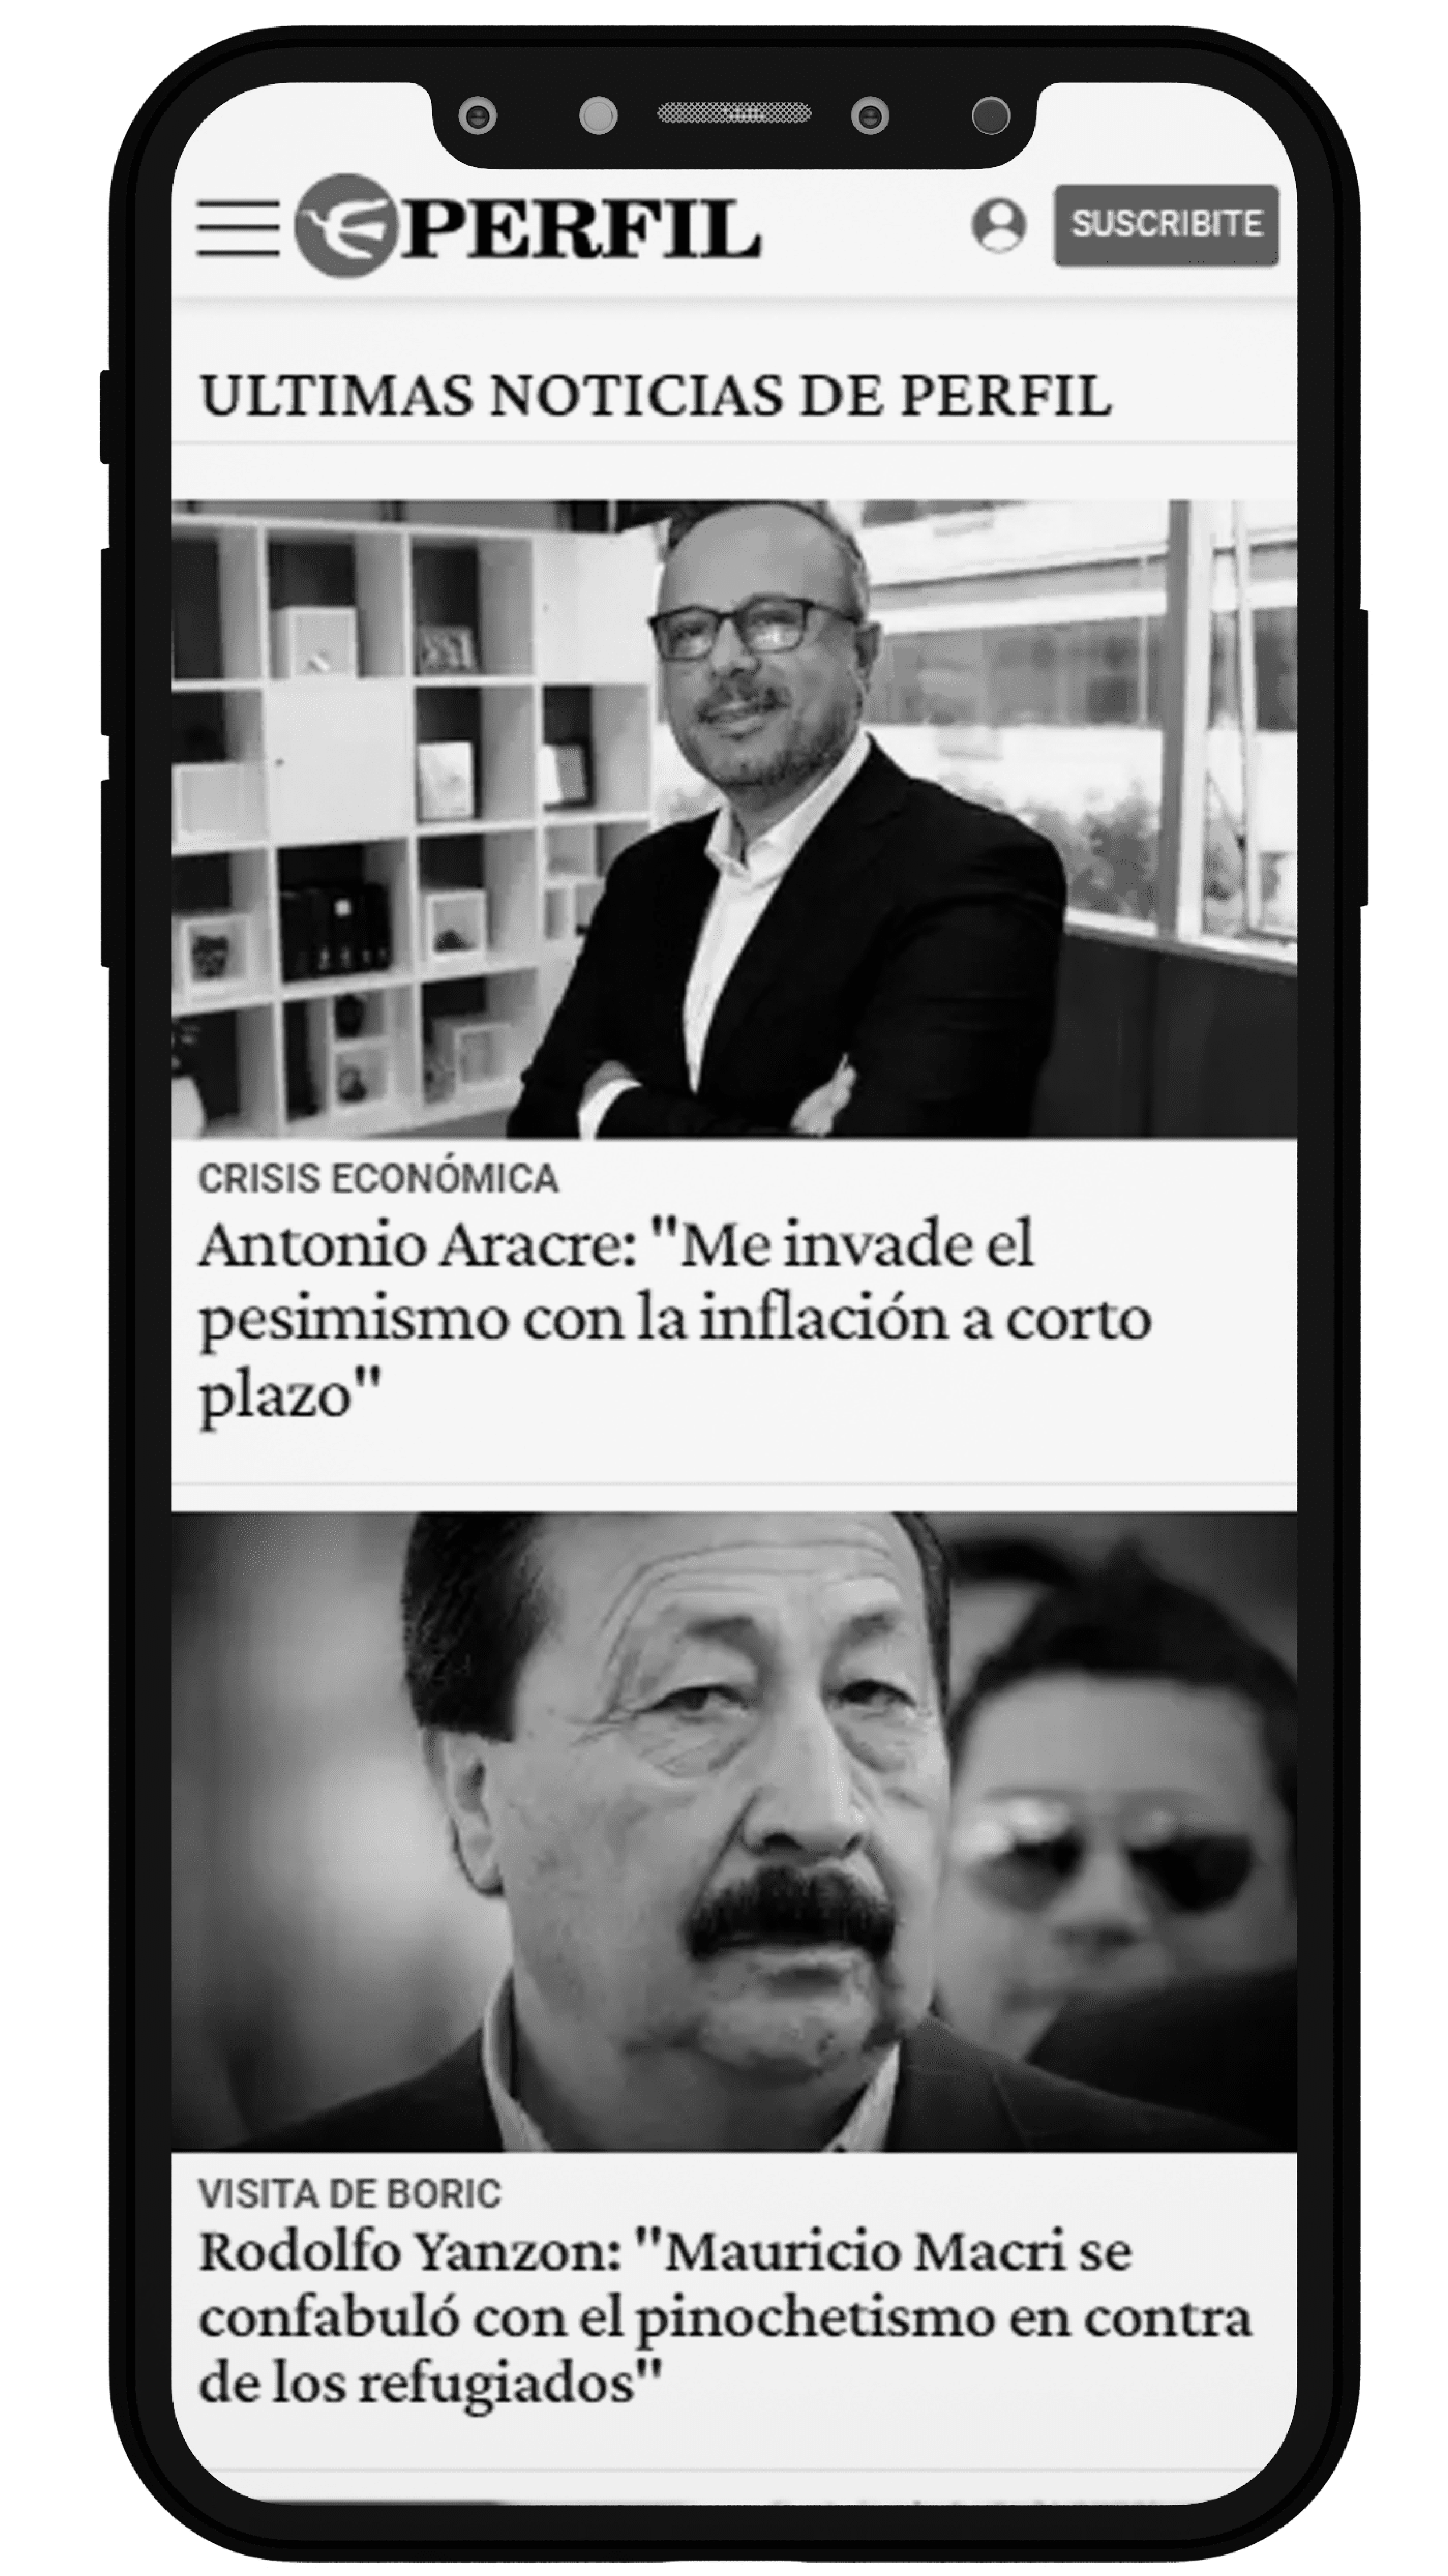 PERFIL
SUSCRIBITE
ULTIMAS NOTICIAS DE PERFIL
CRISIS ECONÓMICA
Antonio Aracre: "Me invade el
pesimismo con la inflación a corto
plazo"
VISITA DE BORIC
Rodolfo Yanzon: "Mauricio Macri se
confabuló con el pinochetismo en contra
de los refugiados"